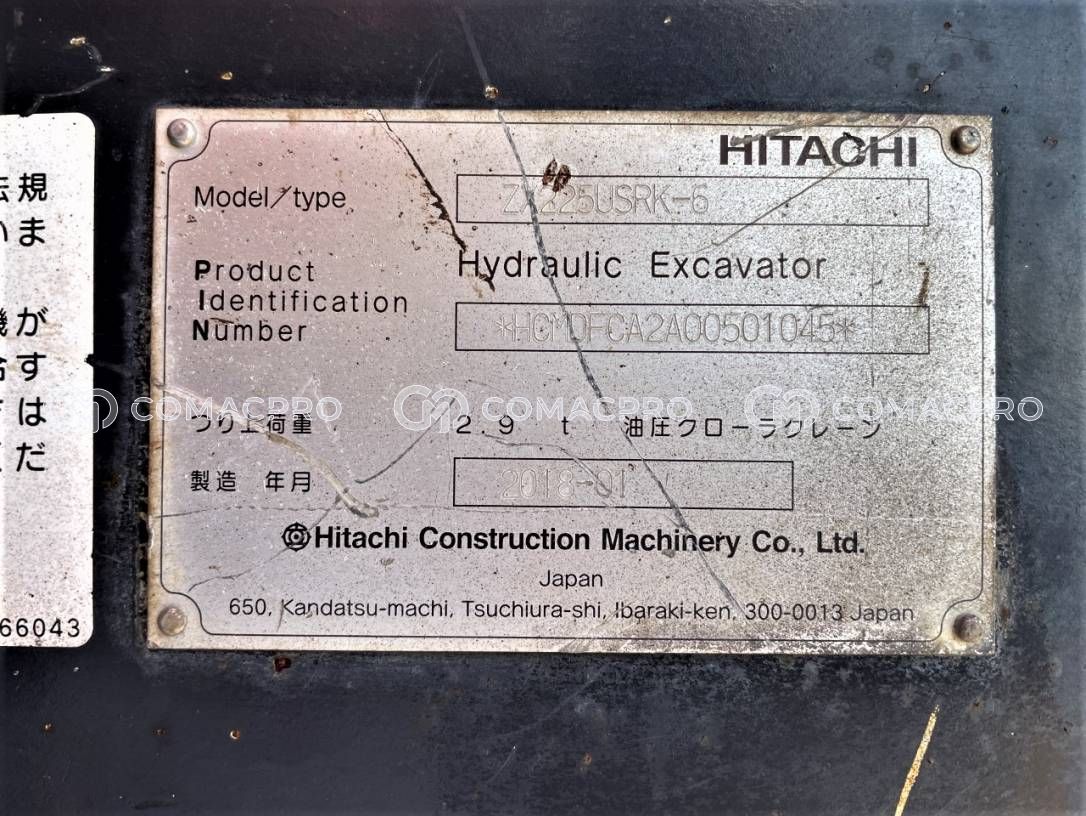 法規
いま
機が
すは
だ
66043
HITACHI
Model/type ZX225USRK-6
Hydraulic Excavator
Product
Identification
Number *HCMDFCA2A00501045*
つり上荷重 2.9 t 油圧クローラクレーン
製造 年月 2018-01
Hitachi Construction Machinery Co., Ltd.
Japan
650, Kandatsu-machi, Tsuchiura-shi, Ibaraki-ken, 300-0013 Japan
COMACPRO COMACPRO COMACPRO